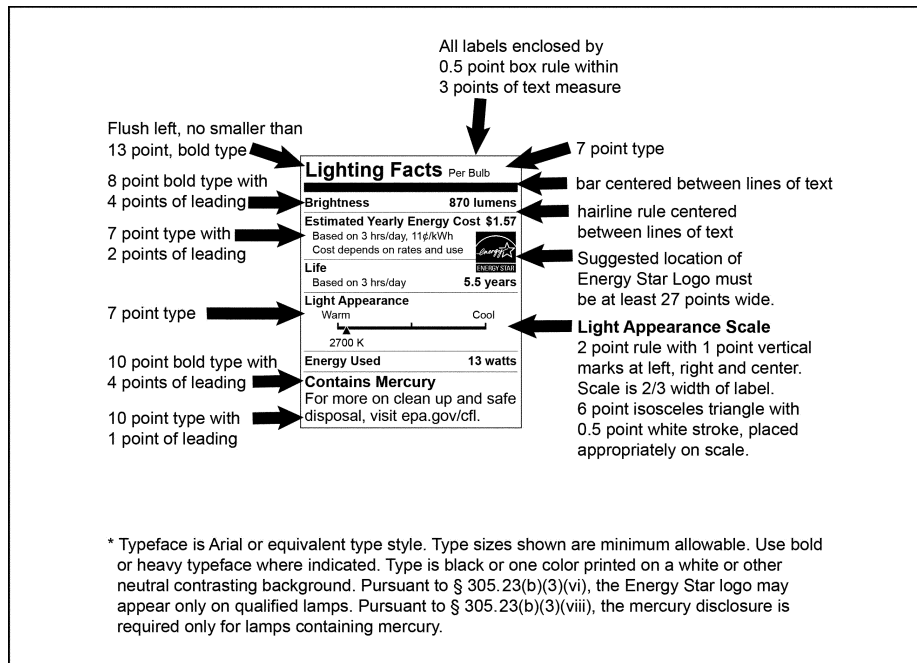 All labels enclosed by
0.5 point box rule within
3 points of text measure
Flush left, no smaller than
13 point, bold type
8 point bold type with
4 points of leading
7 point type with
2 points of leading
7 point type
10 point bold type with
4 points of leading
10 point type with
1 point of leading
Lighting Facts Per Bulb
Brightness 870 lumens
Estimated Yearly Energy Cost $1.57
Based on 3 hrs/day, 11¢/kWh
Cost depends on rates and use
energy
ENERGY STAR
Life
Based on 3 hrs/day 5.5 years
Light Appearance
Warm Cool
2700 K
Energy Used 13 watts
Contains Mercury
For more on clean up and safe
disposal, visit epa.gov/cfl.
7 point type
bar centered between lines of text
hairline rule centered
between lines of text
Suggested location of
Energy Star Logo must
be at least 27 points wide.
Light Appearance Scale
2 point rule with 1 point vertical
marks at left, right and center.
Scale is 2/3 width of label.
6 point isosceles triangle with
0.5 point white stroke, placed
appropriately on scale.
* Typeface is Arial or equivalent type style. Type sizes shown are minimum allowable. Use bold
or heavy typeface where indicated. Type is black or one color printed on a white or other
neutral contrasting background. Pursuant to § 305.23(b)(3)(vi), the Energy Star logo may
appear only on qualified lamps. Pursuant to § 305.23(b)(3)(viii), the mercury disclosure is
required only for lamps containing mercury.